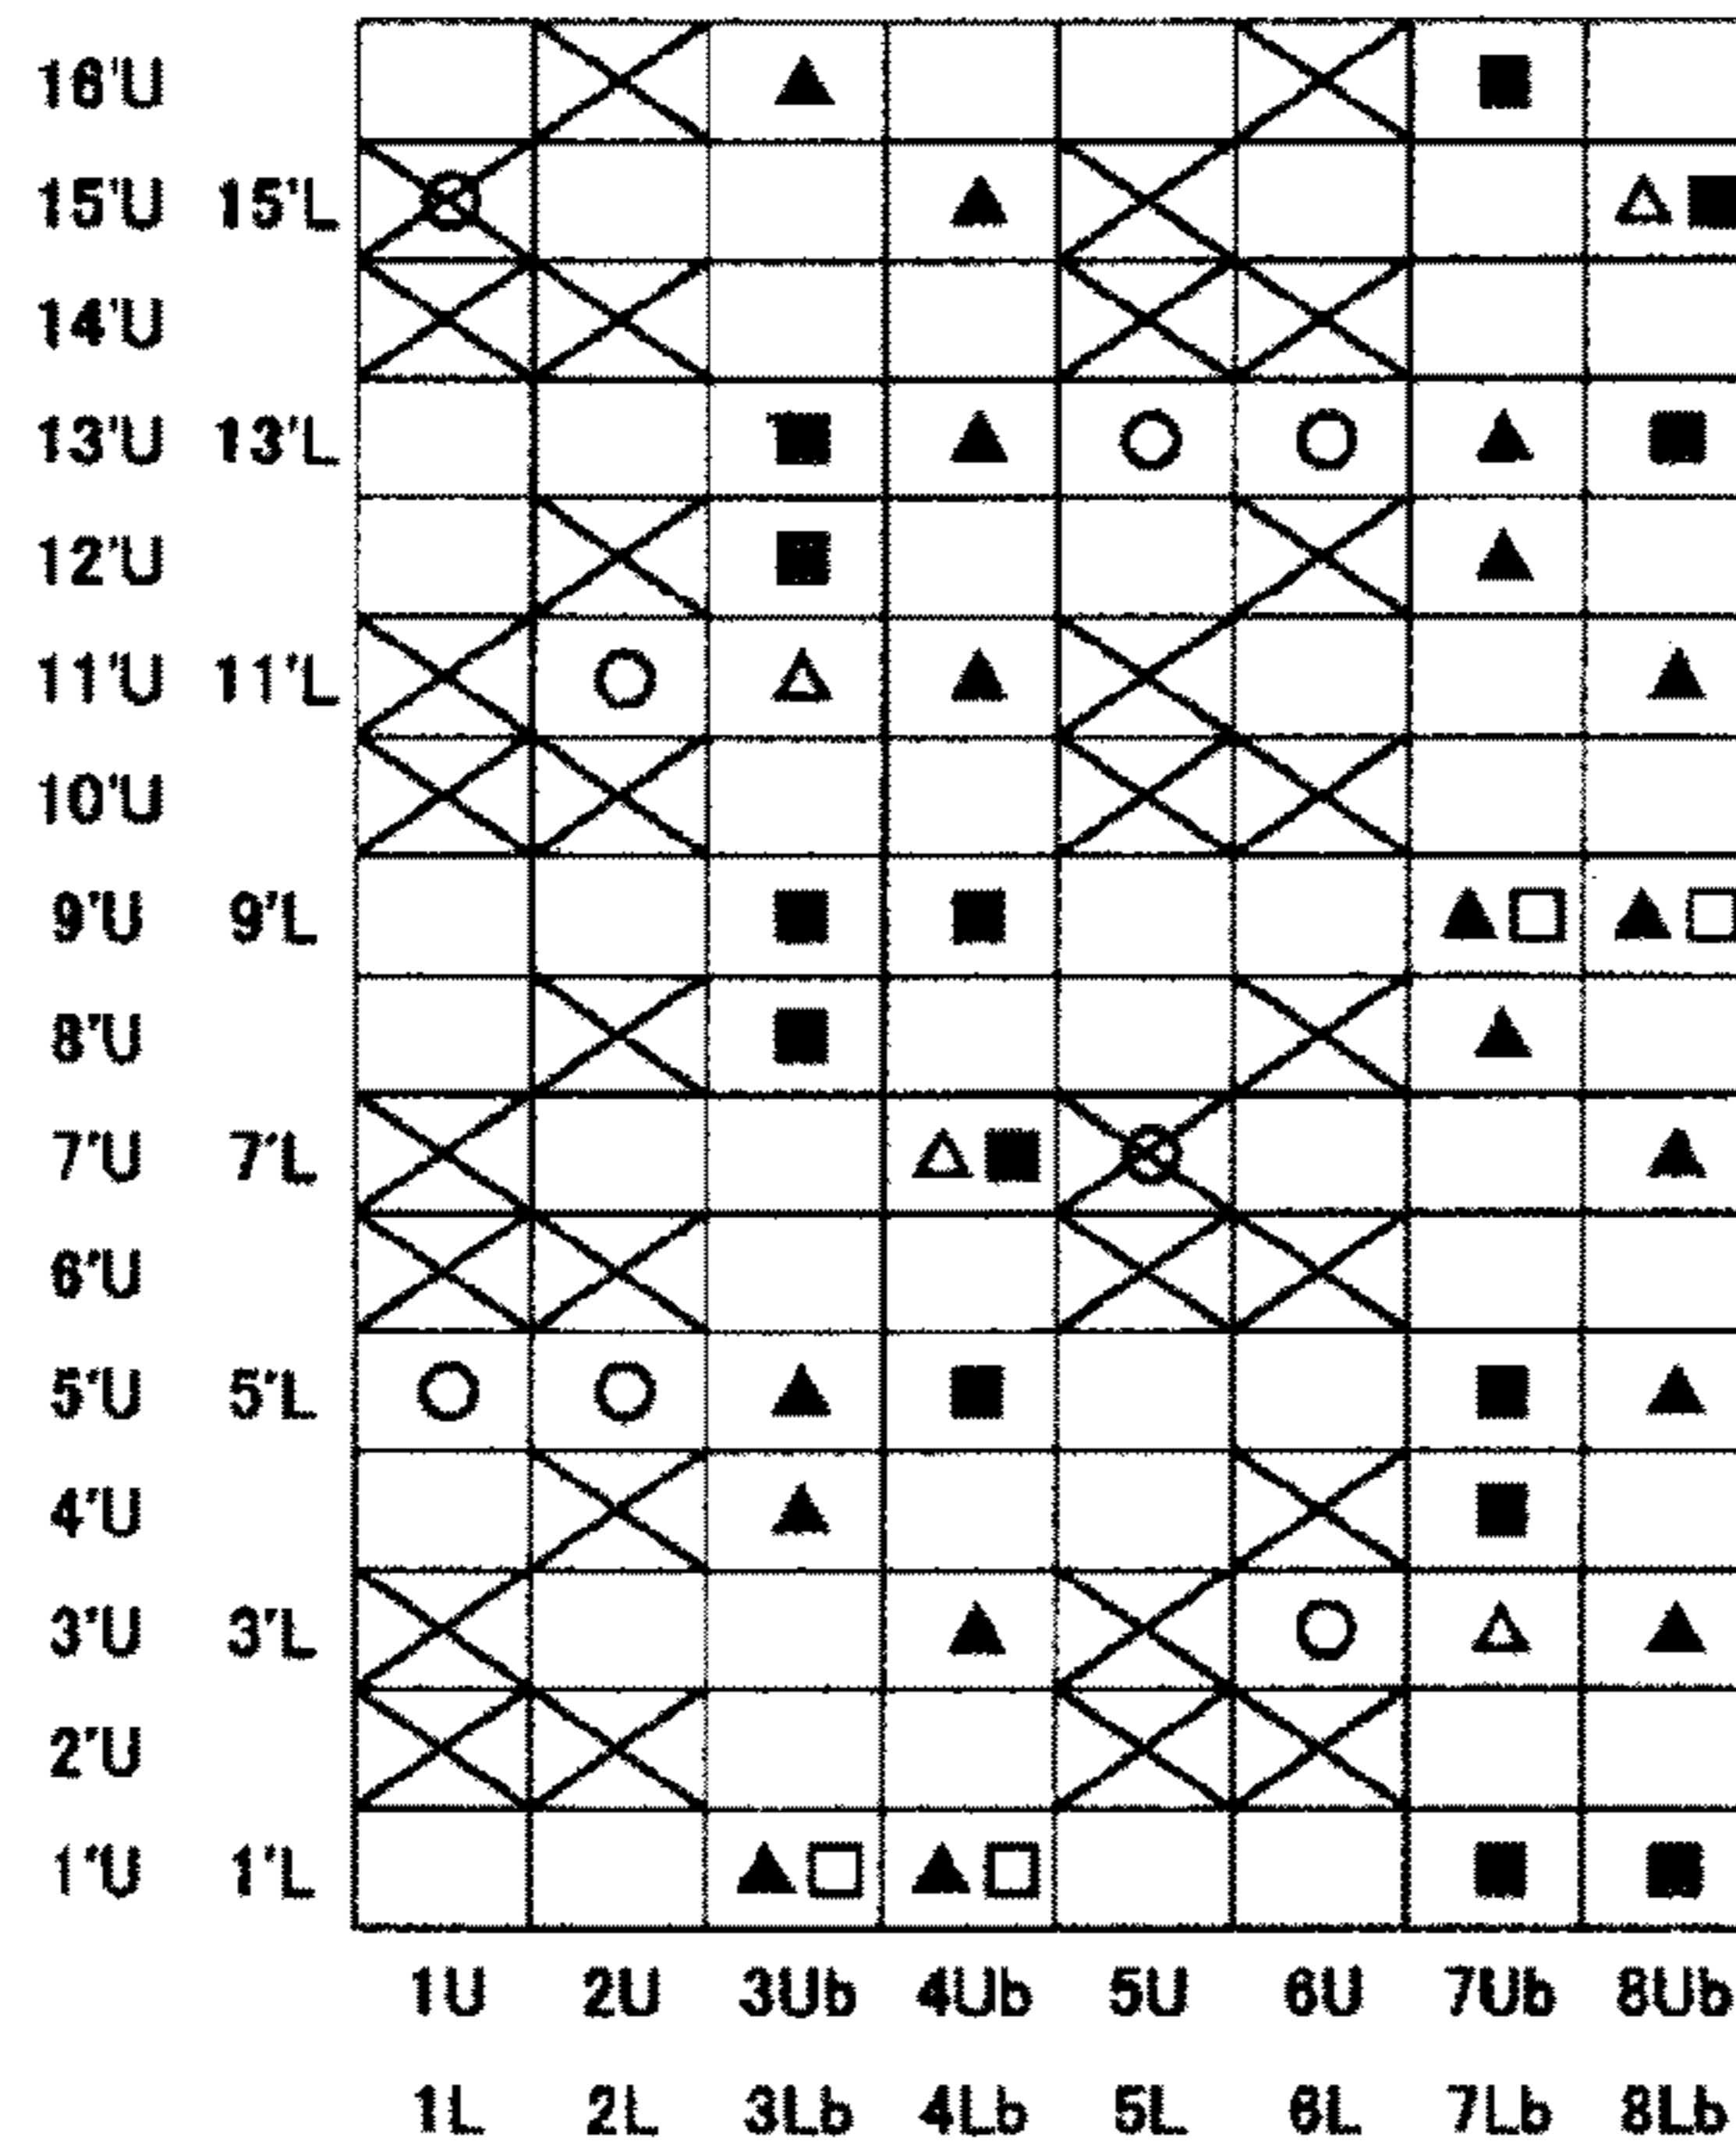 16'U
15'U 15'L
14'U
13'U 13'L
12'U
11'U 11'L
10'U
9'U 9'L
8'U
7'U 7'L
6'U
5'U 5'L
4'U
3'U 3'L
2'U
1'U 1'L
1U 2U 3Ub 4Ub 5U 6U 7Ub 8Ub
1L 2L 3Lb 4Lb 5L 6L 7Lb 8Lb